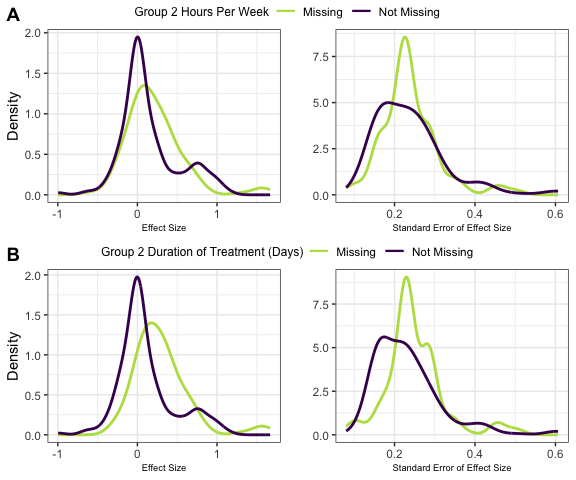 A
Group 2 Hours Per Week Missing Not Missing
Density
2.0
1.5
1.0
0.5
0.0
-1 0 1
Effect Size
7.5
5.0
2.5
0.0
0.2 0.4 0.6
Standard Error of Effect Size
B
Group 2 Duration of Treatment (Days) Missing Not Missing
Density
2.0
1.5
1.0
0.5
0.0
-1 0 1
Effect Size
7.5
5.0
2.5
0.0
0.2 0.4 0.6
Standard Error of Effect Size